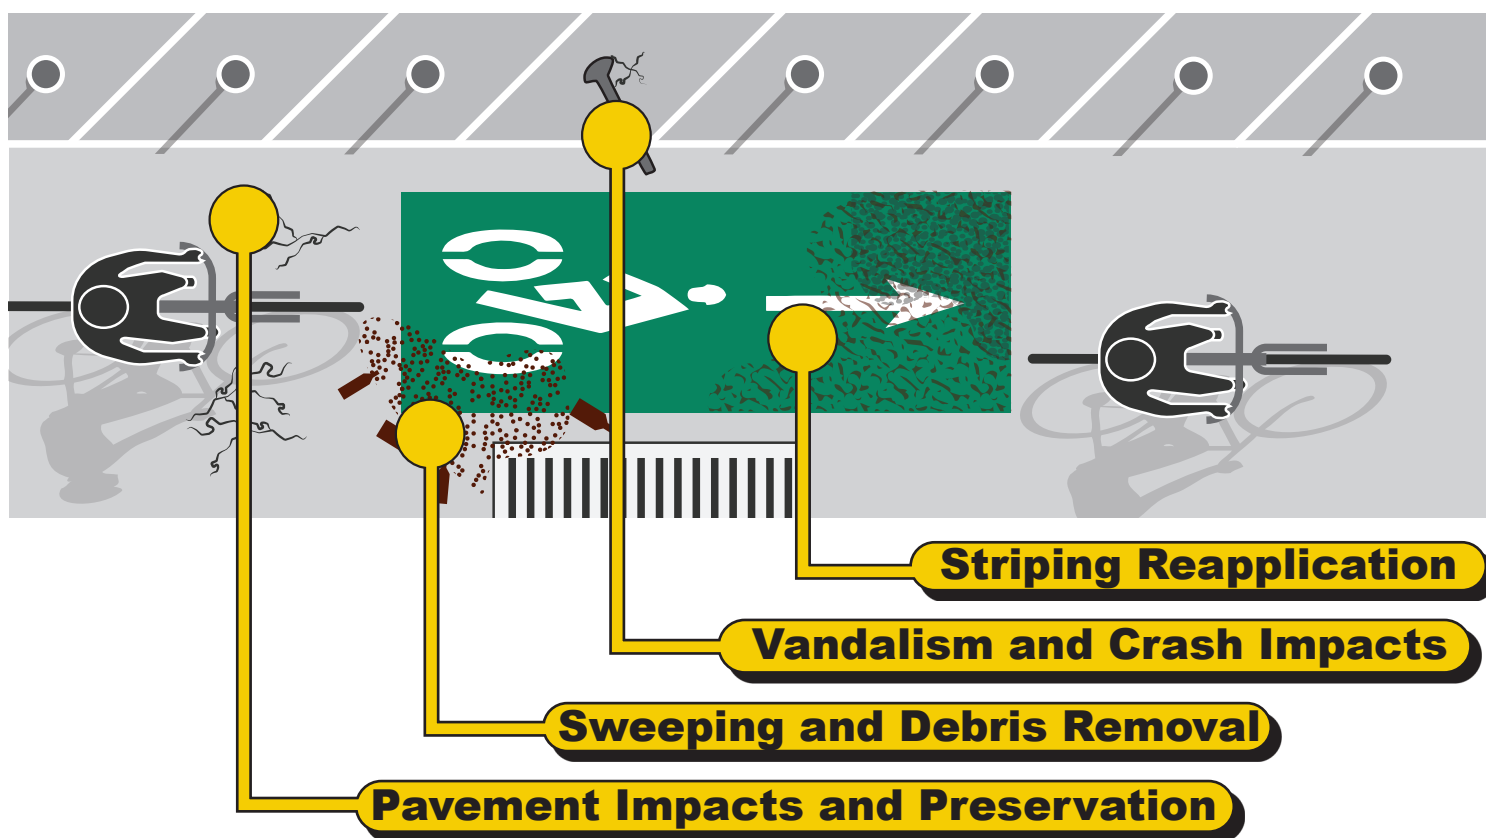 Striping Reapplication
Vandalism and Crash Impacts
Sweeping and Debris Removal
Pavement Impacts and Preservation